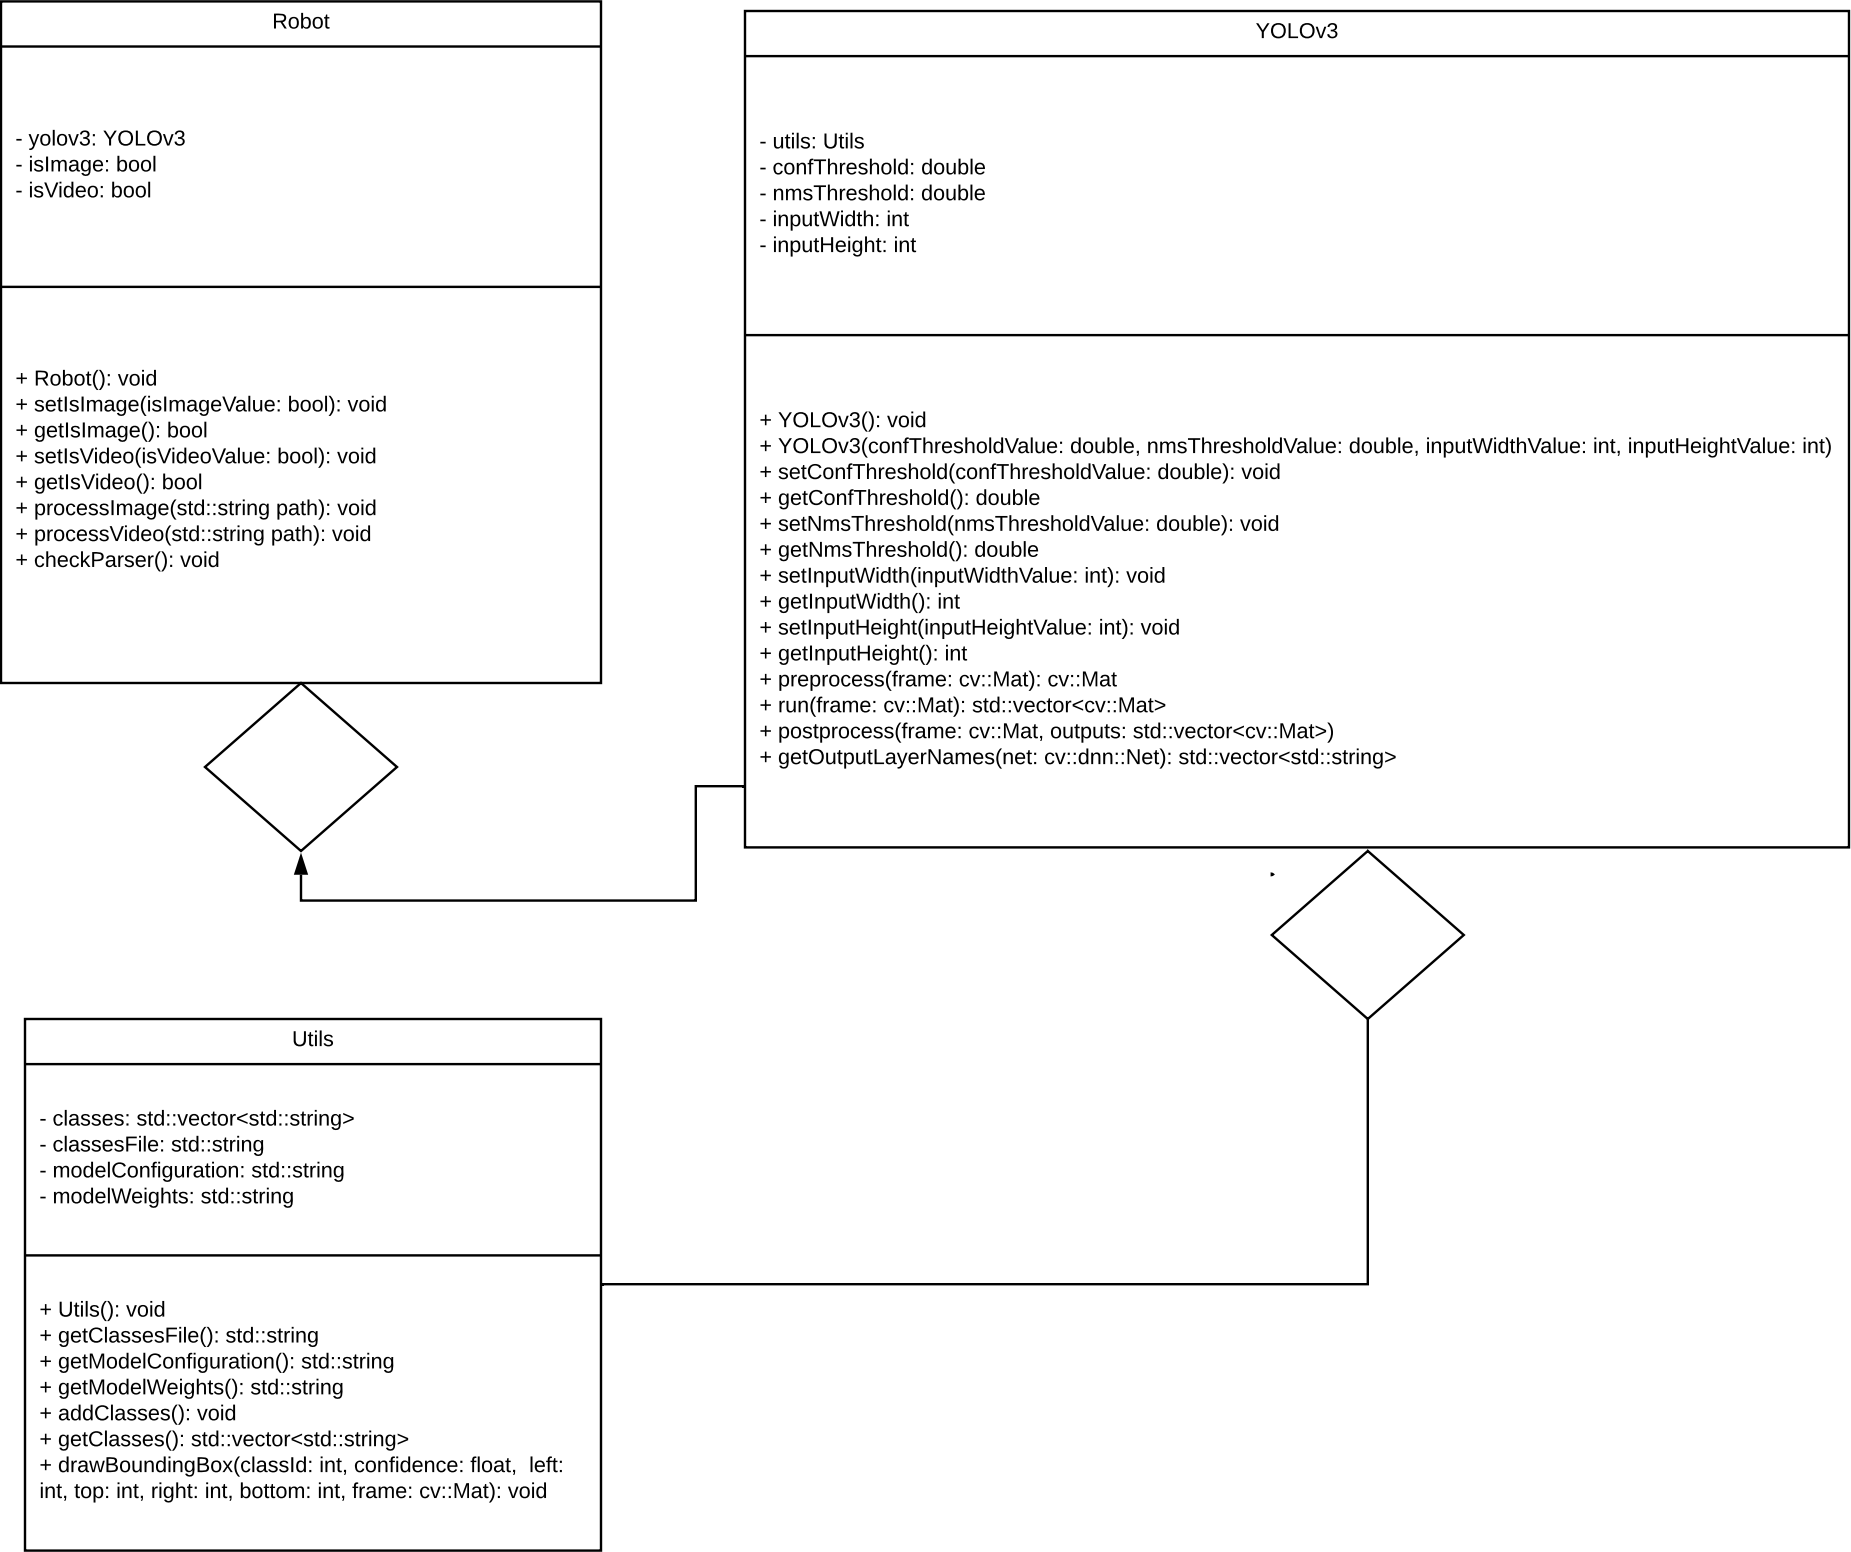 Robot
- yolov3: YOLOv3
- isImage: bool
- isVideo: bool
+ Robot(): void
+ setIsImage(isImageValue: bool): void
+ getIsImage(): bool
+ setIsVideo(isVideoValue: bool): void
+ getIsVideo(): bool
+ processImage(std::string path): void
+ processVideo(std::string path): void
+ checkParser(): void
YOLOv3
- utils: Utils
- confThreshold: double
- nmsThreshold: double
- inputWidth: int
- inputHeight: int
+ YOLOv3(): void
+ YOLOv3(confThresholdValue: double, nmsThresholdValue: double, inputWidthValue: int, inputHeightValue: int)
+ setConfThreshold(confThresholdValue: double): void
+ getConfThreshold(): double
+ setNmsThreshold(nmsThresholdValue: double): void
+ getNmsThreshold(): double
+ setInputWidth(inputWidthValue: int): void
+ getInputWidth(): int
+ setInputHeight(inputHeightValue: int): void
+ getInputHeight(): int
+ preprocess(frame: cv::Mat): cv::Mat
+ run(frame: cv::Mat): std::vector<cv::Mat>
+ postprocess(frame: cv::Mat, outputs: std::vector<cv::Mat>)
+ getOutputLayerNames(net: cv::dnn::Net): std::vector<std::string>
Utils
- classes: std::vector<std::string>
- classesFile: std::string
- modelConfiguration: std::string
- modelWeights: std::string
+ Utils(): void
+ getClassesFile(): std::string
+ getModelConfiguration(): std::string
+ getModelWeights(): std::string
+ addClasses(): void
+ getClasses(): std::vector<std::string>
+ drawBoundingBox(classId: int, confidence: float,  left:
int, top: int, right: int, bottom: int, frame: cv::Mat): void